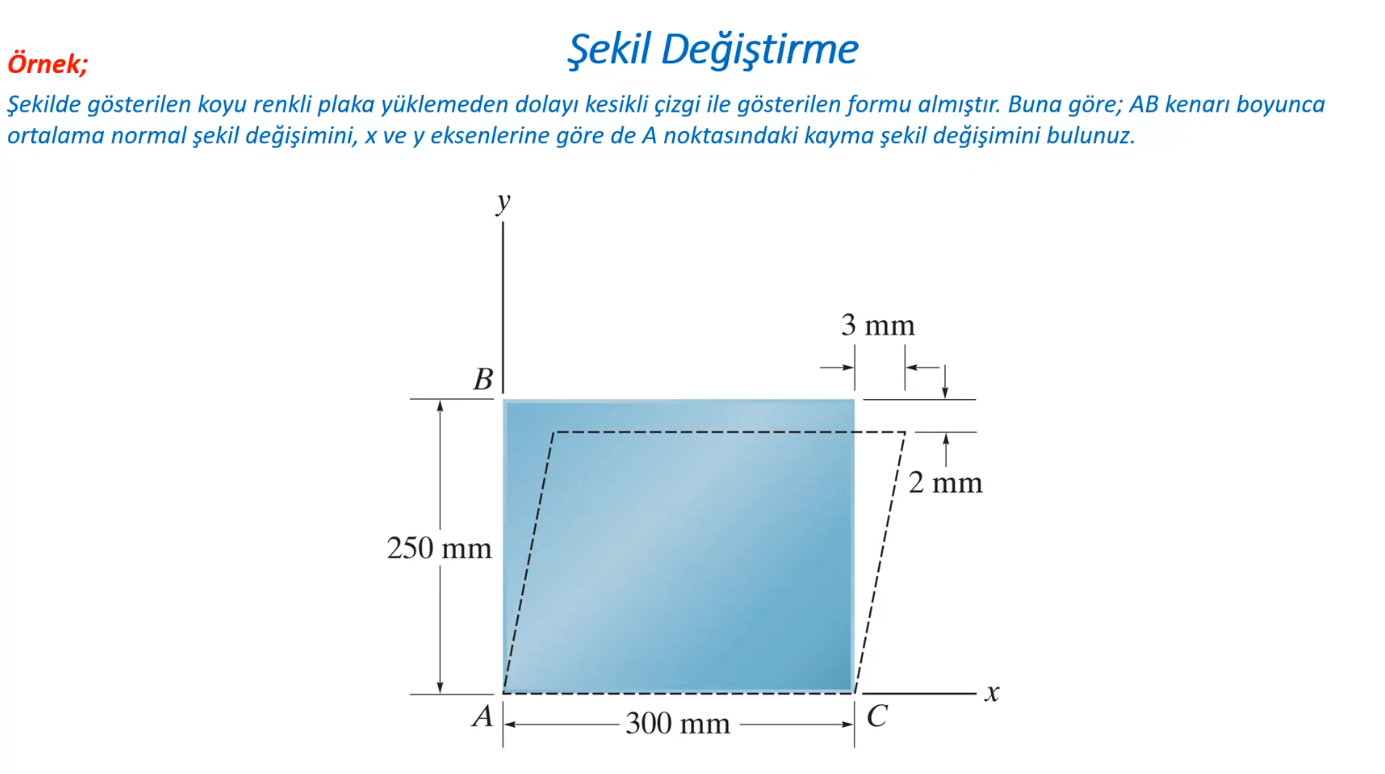 Şekil Değiştirme
Örnek;
Şekilde gösterilen koyu renkli plaka yüklemeden dolayı kesikli çizgi ile gösterilen formu almıştır. Buna göre; AB kenarı boyunca
ortalama normal şekil değişimini, x ve y eksenlerine göre de A noktasındaki kayma şekil değişimini bulunuz.
y
3 mm
B
2 mm
250 mm
x
A
300 mm
C